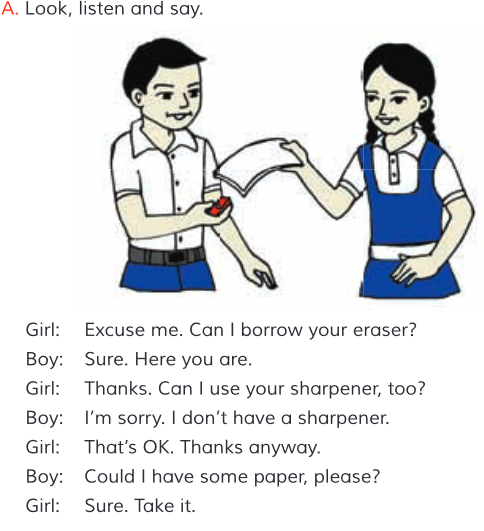 A. Look, listen and say.
Girl: Excuse me. Can I borrow your eraser?
Boy: Sure. Here you are.
Girl: Thanks. Can I use your sharpener, too?
Boy: I'm sorry. I don't have a sharpener.
Girl: That's OK. Thanks anyway.
Boy: Could I have some paper, please?
Girl: Sure. Take it.